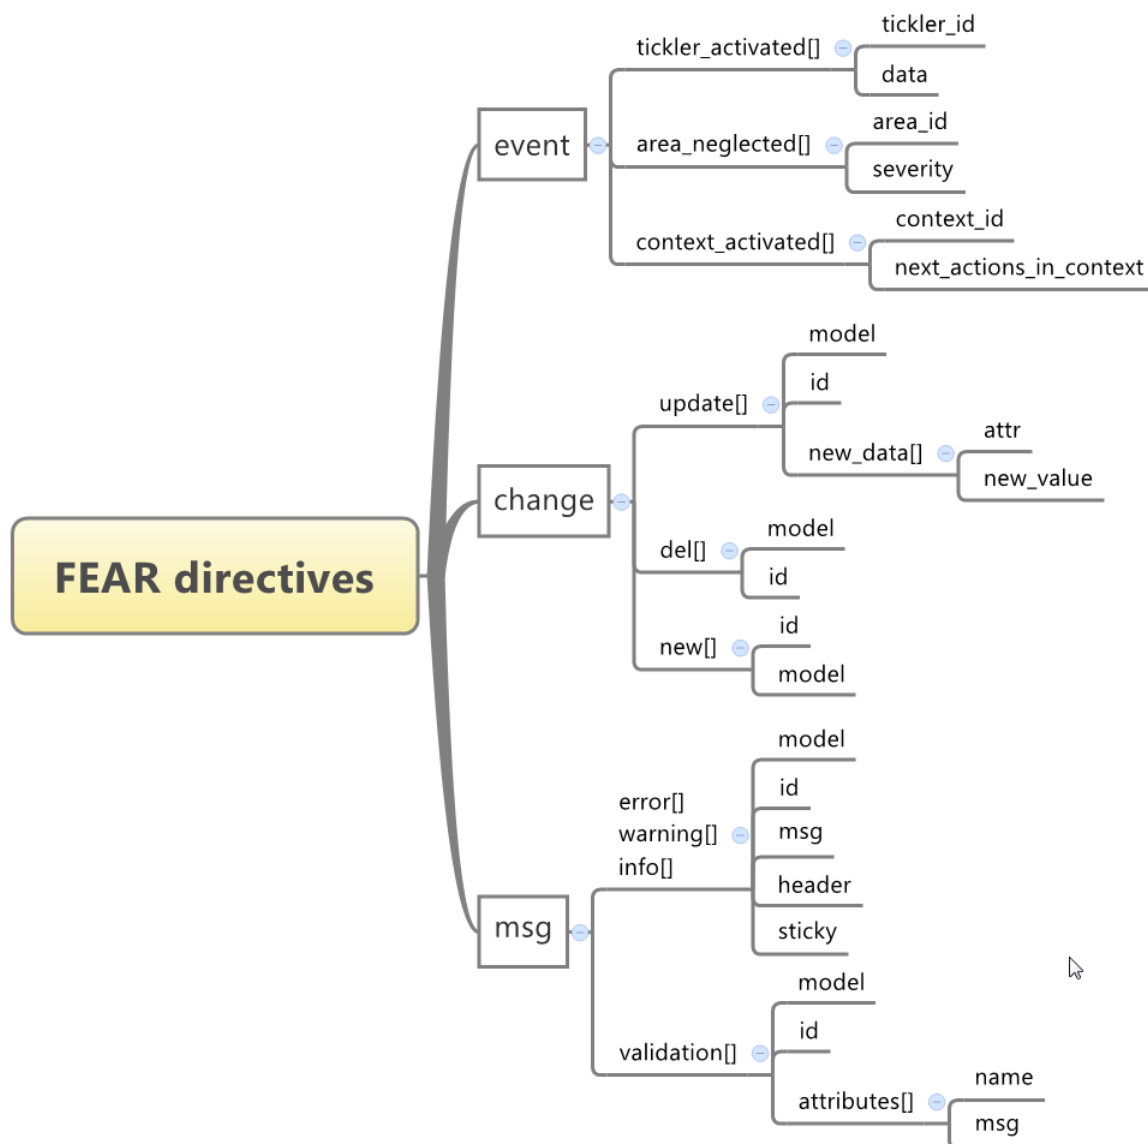 FEAR directives
event
tickler_activated[]
tickler_id
data
area_neglected[]
area_id
severity
context_activated[]
context_id
next_actions_in_context
change
update[]
model
id
new_data[]
attr
new_value
del[]
model
id
new[]
id
model
msg
error[]
warning[]
info[]
model
id
msg
header
sticky
validation[]
model
id
attributes[]
name
msg